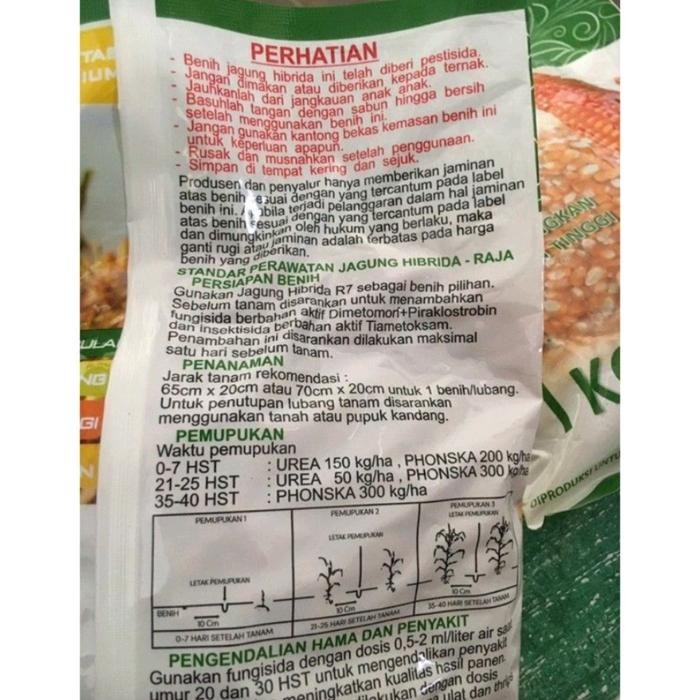 PERHATIAN
- Benih jagung hibrida ini telah diberi pestisida.
- Jangan dimakan atau diberikan kepada ternak.
- Jauhkanlah dari jangkauan anak anak.
- Basuhlah tangan dengan sabun hingga bersih
setelah menggunakan benih ini.
- Jangan gunakan kantong bekas kemasan benih ini
untuk keperluan apapun.
- Rusak dan musnahkan setelah penggunaan.
- Simpan di tempat kering dan sejuk.
Produsen dan penyalur hanya memberikan jaminan
atas benih sesuai dengan yang tercantum pada label
benih ini. Apabila terjadi pelanggaran dalam hal jaminan
atas benih sesuai dengan yang tercantum pada label
dan dimungkinkan oleh hukum yang berlaku, maka
ganti rugi atau jaminan adalah terbatas pada harga
benih yang diberikan.
STANDAR PERAWATAN JAGUNG HIBRIDA - RAJA
PERSIAPAN BENIH
Gunakan Jagung Hibrida R7 sebagai benih pilihan.
Sebelum tanam disarankan untuk menambahkan
fungisida berbahan aktif Dimetomorf+Piraklostrobin
dan insektisida berbahan aktif Tiametoksam.
Penambahan ini disarankan dilakukan maksimal
satu hari sebelum tanam.
PENANAMAN
Jarak tanam rekomendasi :
65cm x 20cm atau 70cm x 20cm untuk 1 benih/lubang.
Untuk penutupan lubang tanam disarankan
menggunakan tanah atau pupuk kandang.
PEMUPUKAN
Waktu pemupukan
0-7 HST : UREA 150 kg/ha , PHONSKA 200 kg/ha
21-25 HST : UREA 50 kg/ha , PHONSKA 300 kg/ha
35-40 HST : PHONSKA 300 kg/ha
PEMUPUKAN 1
LETAK PEMUPUKAN
BENIH
10 Cm
0-7 HARI SETELAH TANAM
PEMUPUKAN 2
LETAK PEMUPUKAN
10 Cm
21-25 HARI SETELAH TANAM
PEMUPUKAN 3
LETAK PEMUPUKAN
10 Cm
35-40 HARI SETELAH TANAM
PENGENDALIAN HAMA DAN PENYAKIT
Gunakan fungisida dengan dosis 0,5-2 ml/liter air
umur 20 dan 30 HST untuk mengendalikan penyakit
meningkatkan kualitas hasil panen.
dilakukan dengan dosis
ulat dan thrips
TINGGI
DIPRODUKSI